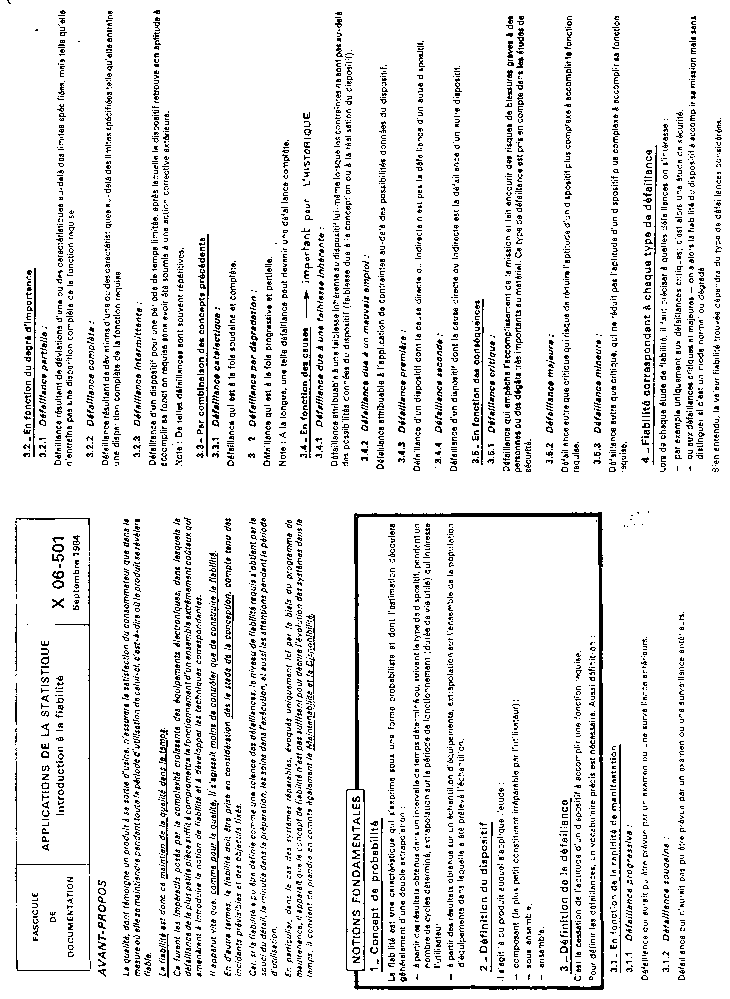 FASCICULE
DE
DOCUMENTATION
APPLICATIONS DE LA STATISTIQUE
Introduction à la fiabilité
X 06-501
Septembre 1984
AVANT-PROPOS
La qualité, dont témoigne un produit à sa sortie d'usine, n'assurera la satisfaction du consommateur que dans la
mesure où elle se maintiendra pendant toute la période d'utilisation de celui-ci, c'est-à-dire où le produit se révèlera
fiable.
La fiabilité est donc ce maintien de la qualité dans le temps.
Ce furent les impératifs posés par la complexité croissante des équipements électroniques, dans lesquels la
défaillance de la plus petite pièce suffit à compromettre le fonctionnement d'un ensemble extrêmement coûteux qui
amenèrent à introduire la notion de fiabilité et à développer les techniques correspondantes.
Il apparut vite que, comme pour la qualité, il s'agissait moins de contrôler que de construire la fiabilité.
En d'autre termes, la fiabilité doit être prise en considération dès le stade de la conception, compte tenu des
incidents prévisibles et des objectifs fixés.
Car, si la fiabilité a pu être définie comme une science des défaillances, le niveau de fiabilité requis s'obtient par le
souci du détail, la minutie dans la préparation, les soins dans l'exécution, et aussi les attentions pendant la période
d'utilisation.
En particulier, dans le cas des systèmes réparables, évoqués uniquement ici par le biais du programme de
maintenance, il apparaît que le concept de fiabilité n'est pas suffisant pour décrire l'évolution des systèmes dans le
temps; il convient de prendre en compte également la Maintenabilité et la Disponibilité.
NOTIONS FONDAMENTALES
1 - Concept de probabilité
La fiabilité est une caractéristique qui s'exprime sous une forme probabiliste et dont l'estimation découlera
généralement d'une double extrapolation :
– à partir des résultats obtenus dans un intervalle de temps déterminé ou, suivant le type de dispositif, pendant un
nombre de cycles déterminé, extrapolation sur la période de fonctionnement (durée de vie utile) qui intéresse
l'utilisateur,
– à partir des résultats obtenus sur un échantillon d'équipements, extrapolation sur l'ensemble de la population
d'équipements dans laquelle a été prélevé l'échantillon.
2 - Définition du dispositif
Il s'agit là du produit auquel s'applique l'étude :
– composant (le plus petit constituant irréparable par l'utilisateur);
– sous-ensemble;
– ensemble.
3 - Définition de la défaillance
C'est la cessation de l'aptitude d'un dispositif à accomplir une fonction requise.
Pour définir les défaillances, un vocabulaire précis est nécessaire. Aussi définit-on :
3.1 - En fonction de la rapidité de manifestation
3.1.1 Défaillance progressive :
Défaillance qui aurait pu être prévue par un examen ou une surveillance antérieurs.
3.1.2 Défaillance soudaine :
Défaillance qui n'aurait pas pu être prévue par un examen ou une surveillance antérieurs.
3.2 - En fonction du degré d'importance
3.2.1 Défaillance partielle :
Défaillance résultant de déviations d'une ou des caractéristiques au-delà des limites spécifiées, mais telle qu'elle
n'entraîne pas une disparition complète de la fonction requise.
3.2.2 Défaillance complète :
Défaillance résultant de déviations d'une ou des caractétistiques au-delà des limites spécifiées telle qu'elle entraîne
une disparition complète de la fonction requise.
3.2.3 Défaillance intermittente :
Défaillance d'un dispositif pour une période de temps limitée, après laquelle le dispositif retrouve son aptitude à
accomplir sa fonction requise sans avoir été soumis à une action corrective extérieure.
Note : De telles défaillances sont souvent répétitives.
3.3 - Par combinaison des concepts précédents
3.3.1 Défaillance catalectique :
Défaillance qui est à la fois soudaine et complète.
3 2 Défaillance par dégradation :
Défaillance qui est à la fois progressive et partielle.
Note : A la longue, une telle défaillance peut devenir une défaillance complète.
3.4 - En fonction des causes → important pour L'HISTORIQUE
3.4.1 Défaillance due à une faiblesse inhérente :
Défaillance attribuable à une faiblesse inhérente au dispositif lui-même lorsque les contraintes ne sont pas au-delà
des possibilités données du dispositif (faiblesse due à la conception ou à la réalisation du dispositif).
3.4.2 Défaillance due à un mauvais emploi :
Défaillance attribuable à l'application de contraintes au-delà des possibilités données du dispositif.
3.4.3 Défaillance première :
Défaillance d'un dispositif dont la cause directe ou indirecte n'est pas la défaillance d'un autre dispositif.
3.4.4 Défaillance seconde :
Défaillance d'un dispositif dont la cause directe ou indirecte est la défaillance d'un autre dispositif.
3.5 - En fonction des conséquences
3.5.1 Défaillance critique :
Défaillance qui empêche l'accomplissement de la mission et fait encourir des risques de blessures graves à des
personnes ou des dégâts très importants au matériel. Ce type de défaillance est pris en compte dans les études de
sécurité.
3.5.2 Défaillance majeure :
Défaillance autre que critique qui risque de réduire l'aptitude d'un dispositif plus complexe à accomplir la fonction
requise.
3.5.3 Défaillance mineure :
Défaillance autre que critique, qui ne réduit pas l'aptitude d'un dispositif plus complexe à accomplir sa fonction
requise.
4 - Fiabilité correspondant à chaque type de défaillance
Lors de chaque étude de fiabilité, il faut préciser à quelles défaillances on s'intéresse :
– par exemple uniquement aux défaillances critiques; c'est alors une étude de sécurité,
– ou aux défaillances critiques et majeures – on a alors la fiabilité du dispositif à accomplir sa mission mais sans
distinguer si c'est un mode normal ou dégradé.
Bien entendu, la valeur fiabilité trouvée dépendra du type de défaillances considérées.